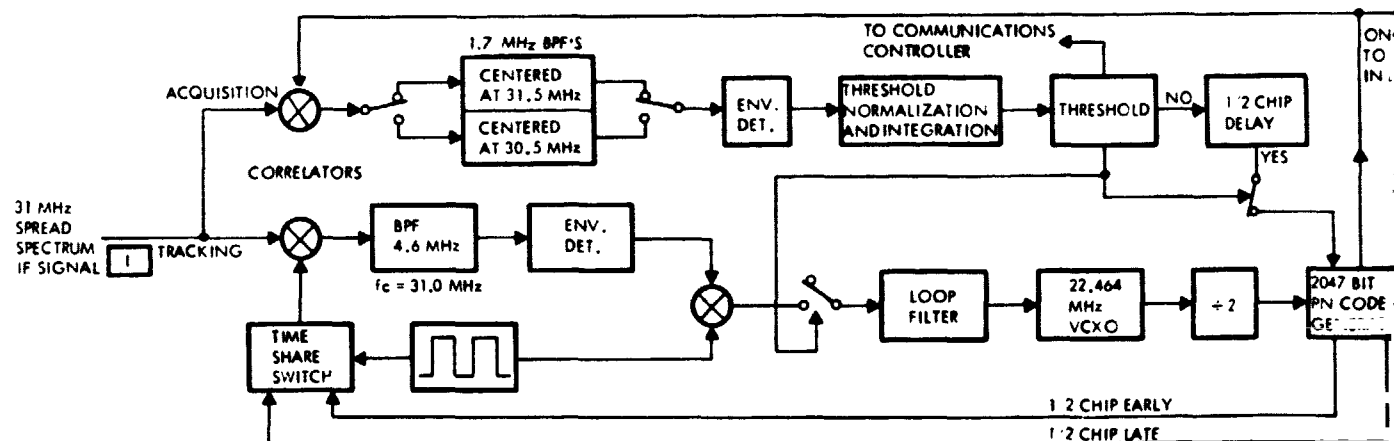 TO COMMUNICATIONS
CONTROLLER
1.7 MHz BPF'S
ACQUISITION
CENTERED
AT 31.5 MHz
CENTERED
AT 30.5 MHz
ENV.
DET.
THRESHOLD
NORMALIZATION
AND INTEGRATION
THRESHOLD
NO
1/2 CHIP
DELAY
YES
TO
IN
CORRELATORS
31 MHz
SPREAD
SPECTRUM
IF SIGNAL
1
TRACKING
BPF
4.6 MHz
fc = 31.0 MHz
ENV.
DET.
LOOP
FILTER
22.464
MHz
VCXO
÷2
2047 BIT
PN CODE
TIME
SHARE
SWITCH
1/2 CHIP EARLY
1/2 CHIP LATE